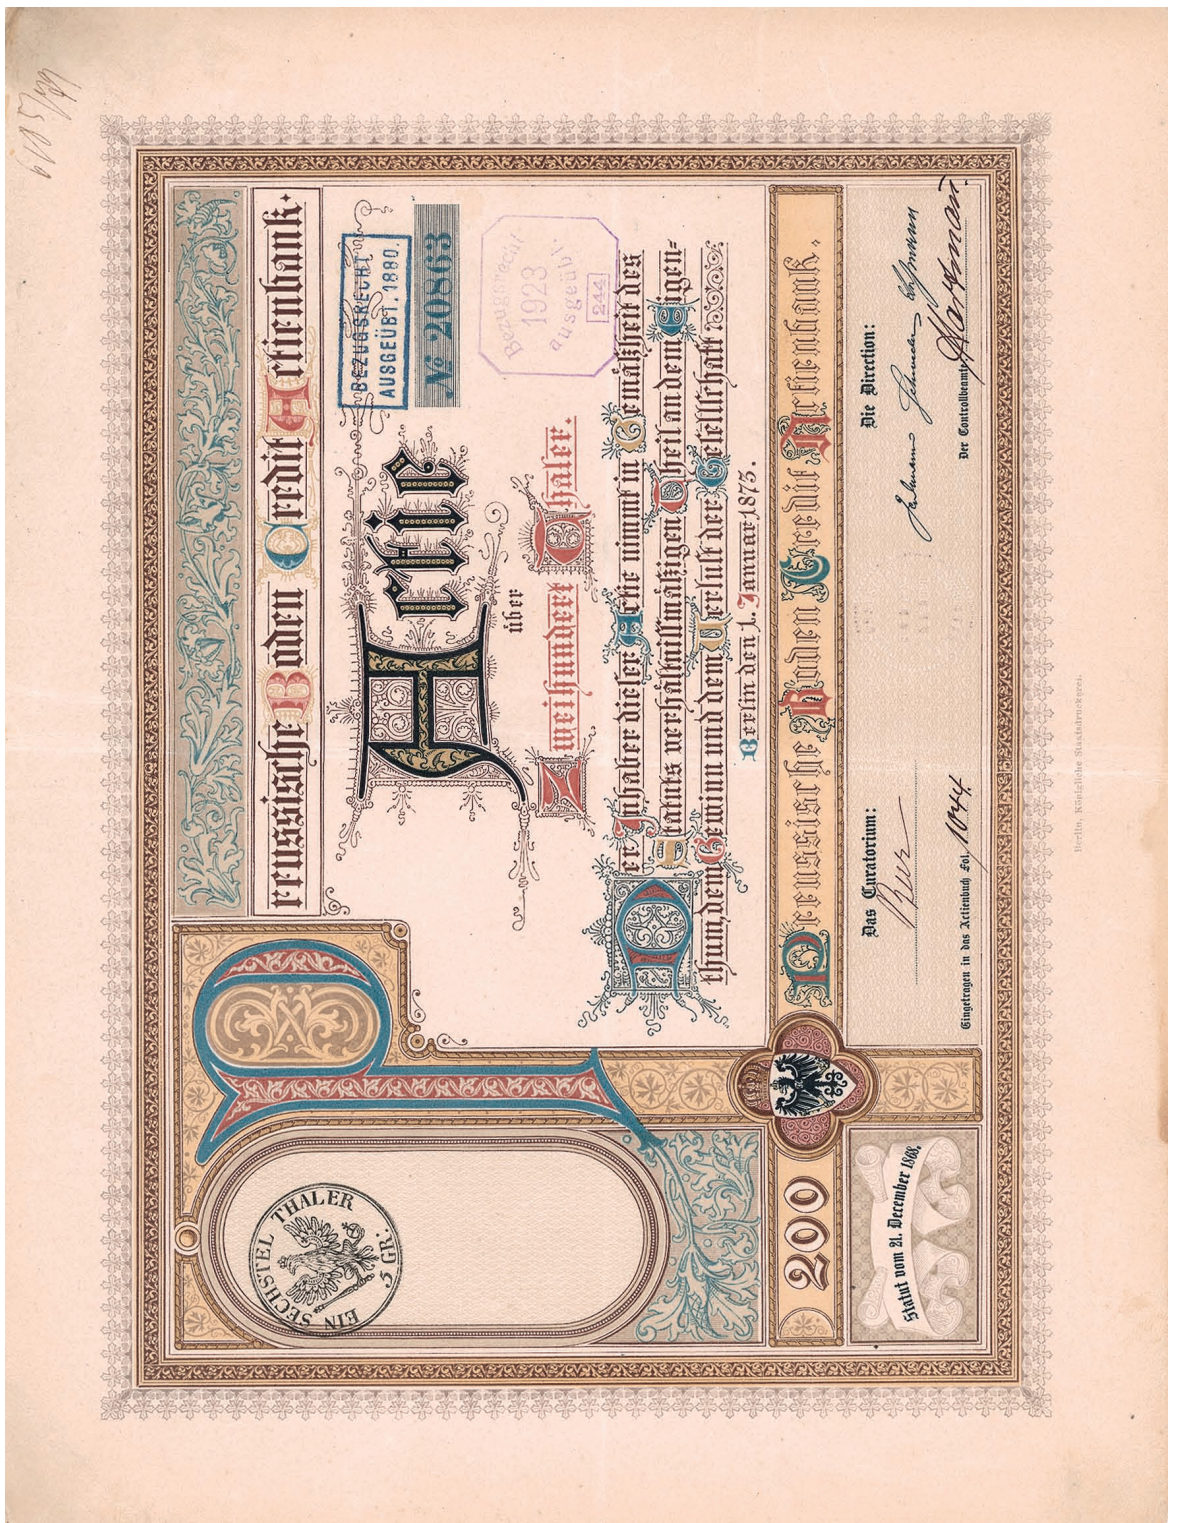 Preussische Boden Credit Actienbank.
BEZUGSRECHT
AUSGEÜBT. 1880.
№ 20863
Actie
über
Zweihundert Thaler.
Bezugsrecht
1923
ausgeübt.
244
Der Inhaber dieser Actie nimmt in Gemäßheit des
Statuts verhältnißmäßigen Theil an dem Eigen-
thum, dem Gewinn und dem Verlust der Gesellschaft
Berlin den 1. Januar 1873.
Preussische Boden Credit Actienbank.
EIN SECHSTEL THALER
5 GR:
200
Statut vom 21. December 1868.
Das Curatorium:
Die Direction:
Eingetragen in das Actienbuch Fol. 1044
Der Controllbeamte
Hartman
Berlin, Königliche Staatsdruckerei.